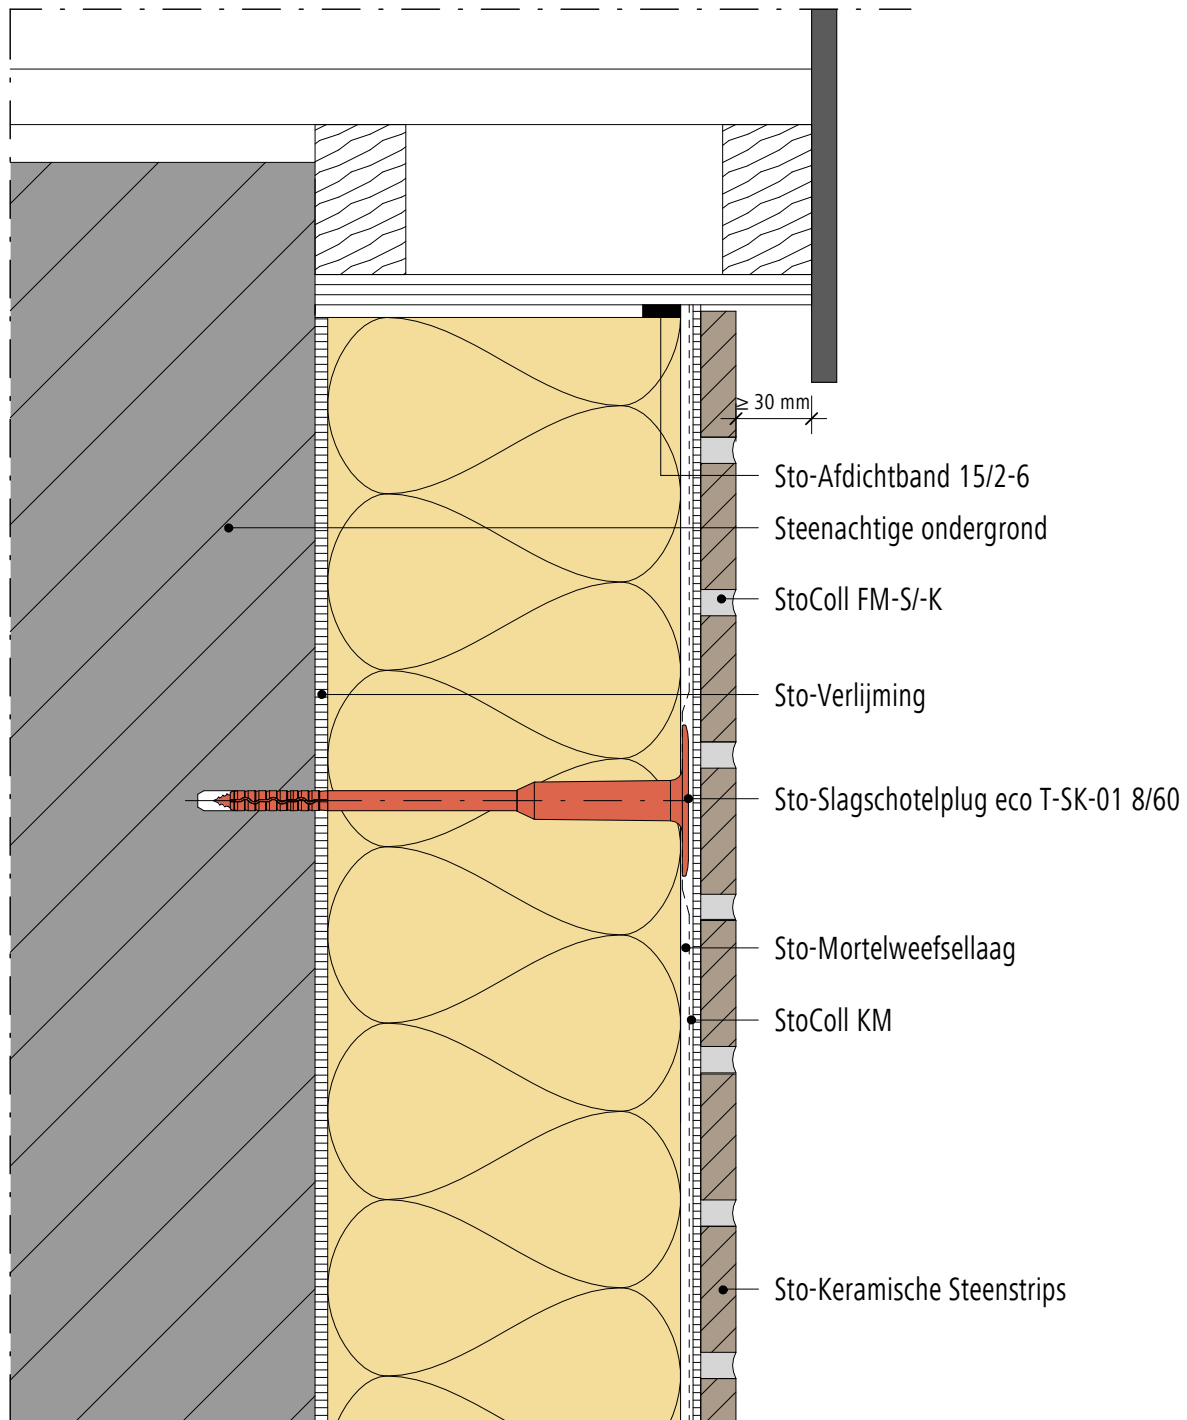 ≥ 30 mm
Sto-Afdichtband 15/2-6
Steenachtige ondergrond
StoColl FM-S/-K
Sto-Verlijming
Sto-Slagschotelplug eco T-SK-01 8/60
Sto-Mortelweefsellaag
StoColl KM
Sto-Keramische Steenstrips